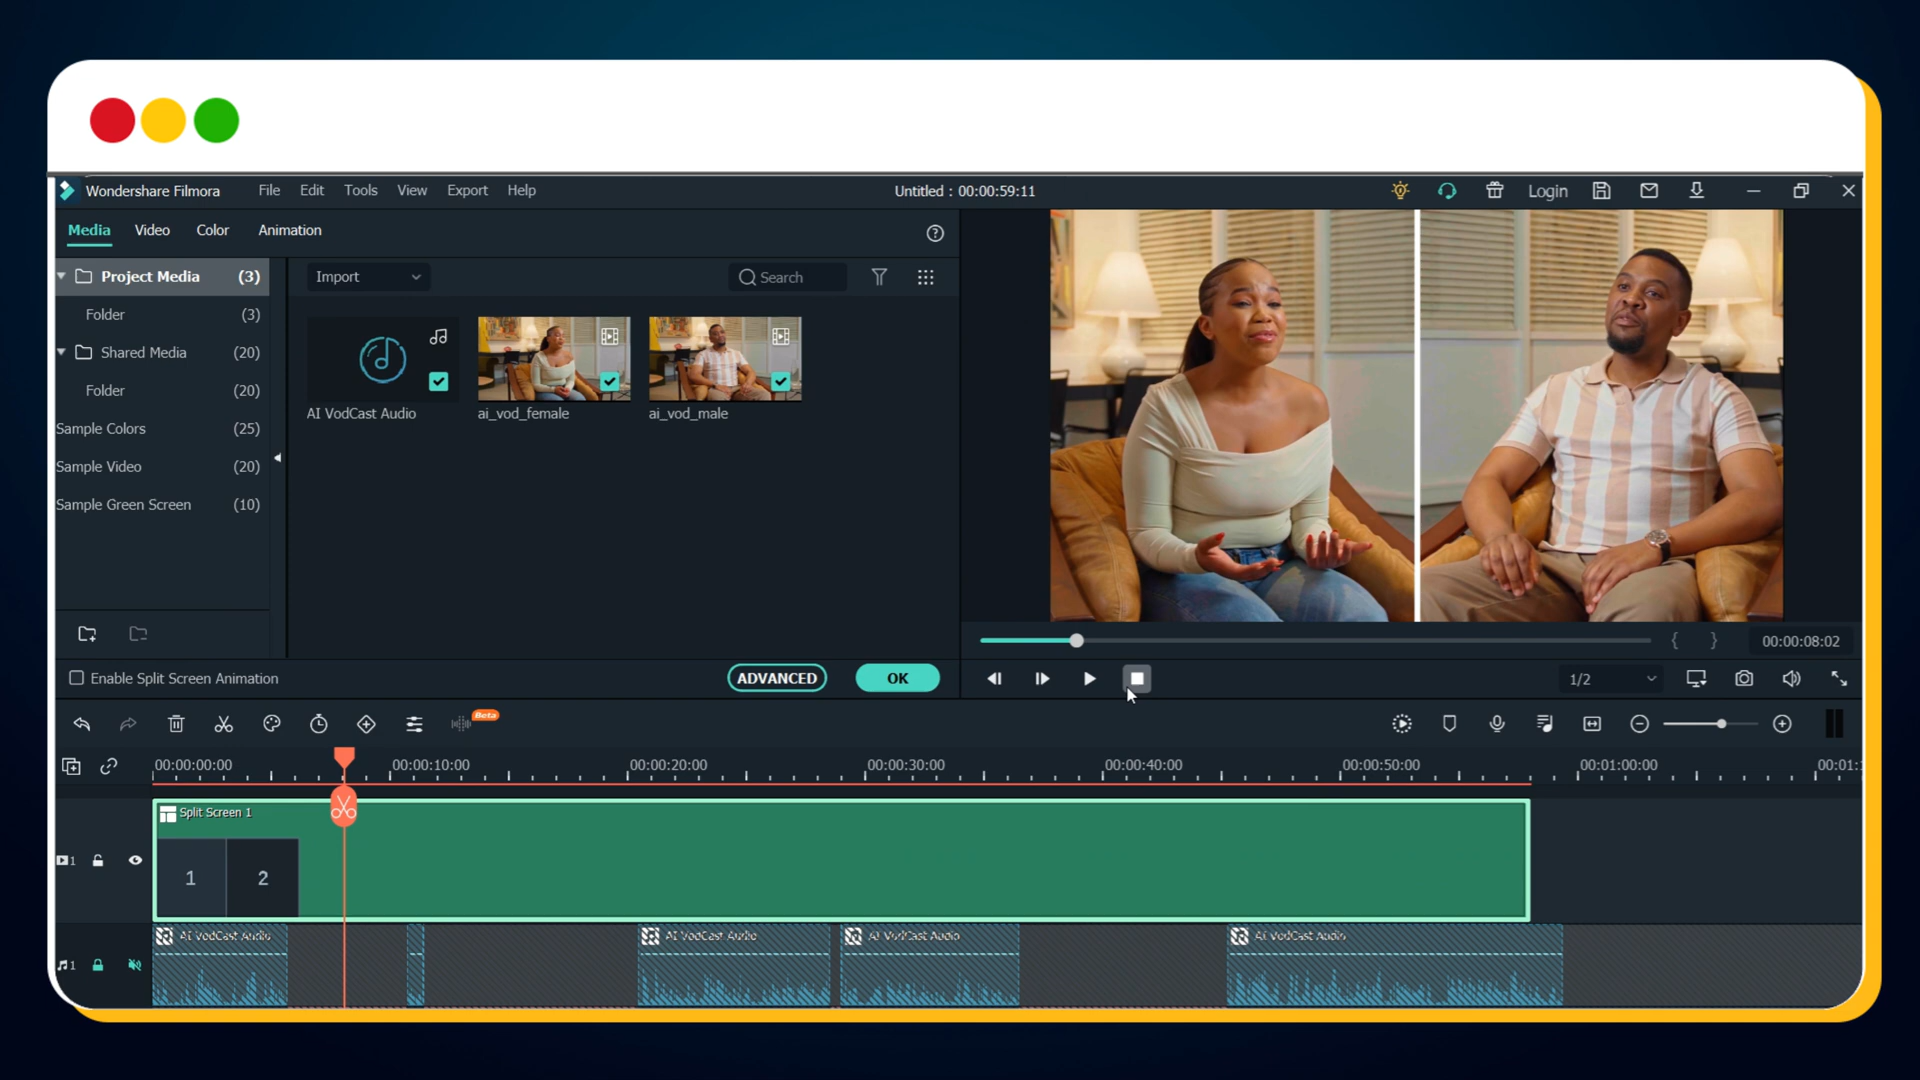 Wondershare Filmora File Edit Tools View Export Help Untitled : 00:00:59:11 Login
Media Video Color Animation
Project Media (3)
Folder (3)
Shared Media (20)
Folder (20)
Sample Colors (25)
Sample Video (20)
Sample Green Screen (10)
Import Search
AI VodCast Audio ai_vod_female ai_vod_male
{ } 00:00:08:02
Enable Split Screen Animation ADVANCED OK
1/2
Beta
00:00:00:00 00:00:10:00 00:00:20:00 00:00:30:00 00:00:40:00 00:00:50:00 00:01:00:00 00:01:
Split Screen 1
1
1 2
AI VodCast Audio AI VodCast Audio AI VodCast Audio AI VodCast Audio
1